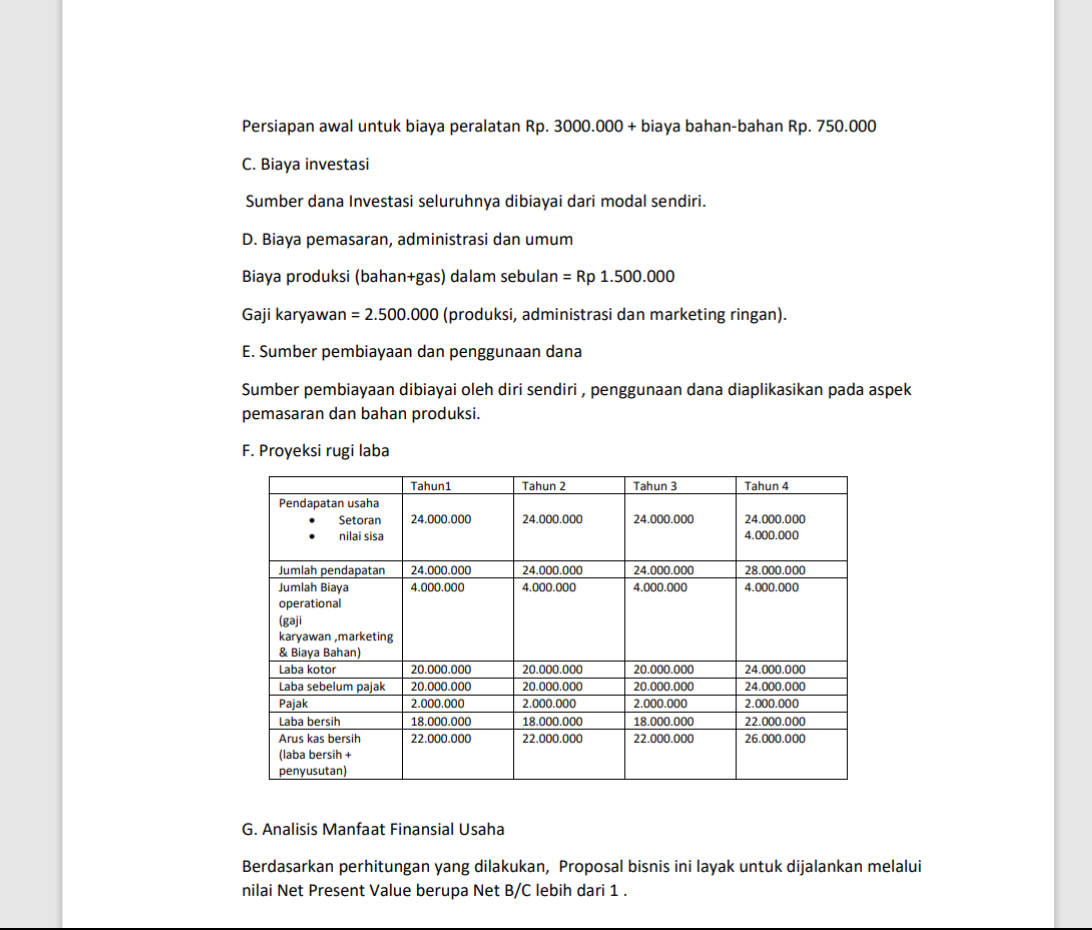 Persiapan awal untuk biaya peralatan Rp. 3000.000 + biaya bahan-bahan Rp. 750.000
C. Biaya investasi
Sumber dana Investasi seluruhnya dibiayai dari modal sendiri.
D. Biaya pemasaran, administrasi dan umum
Biaya produksi (bahan+gas) dalam sebulan = Rp 1.500.000
Gaji karyawan = 2.500.000 (produksi, administrasi dan marketing ringan).
E. Sumber pembiayaan dan penggunaan dana
Sumber pembiayaan dibiayai oleh diri sendiri , penggunaan dana diaplikasikan pada aspek
pemasaran dan bahan produksi.
F. Proyeksi rugi laba
Tahun1 Tahun 2 Tahun 3 Tahun 4
Pendapatan usaha
• Setoran 24.000.000 24.000.000 24.000.000 24.000.000
• nilai sisa 4.000.000
Jumlah pendapatan 24.000.000 24.000.000 24.000.000 28.000.000
Jumlah Biaya 4.000.000 4.000.000 4.000.000 4.000.000
operational
(gaji
karyawan ,marketing
& Biaya Bahan)
Laba kotor 20.000.000 20.000.000 20.000.000 24.000.000
Laba sebelum pajak 20.000.000 20.000.000 20.000.000 24.000.000
Pajak 2.000.000 2.000.000 2.000.000 2.000.000
Laba bersih 18.000.000 18.000.000 18.000.000 22.000.000
Arus kas bersih 22.000.000 22.000.000 22.000.000 26.000.000
(laba bersih +
penyusutan)
G. Analisis Manfaat Finansial Usaha
Berdasarkan perhitungan yang dilakukan, Proposal bisnis ini layak untuk dijalankan melalui
nilai Net Present Value berupa Net B/C lebih dari 1 .